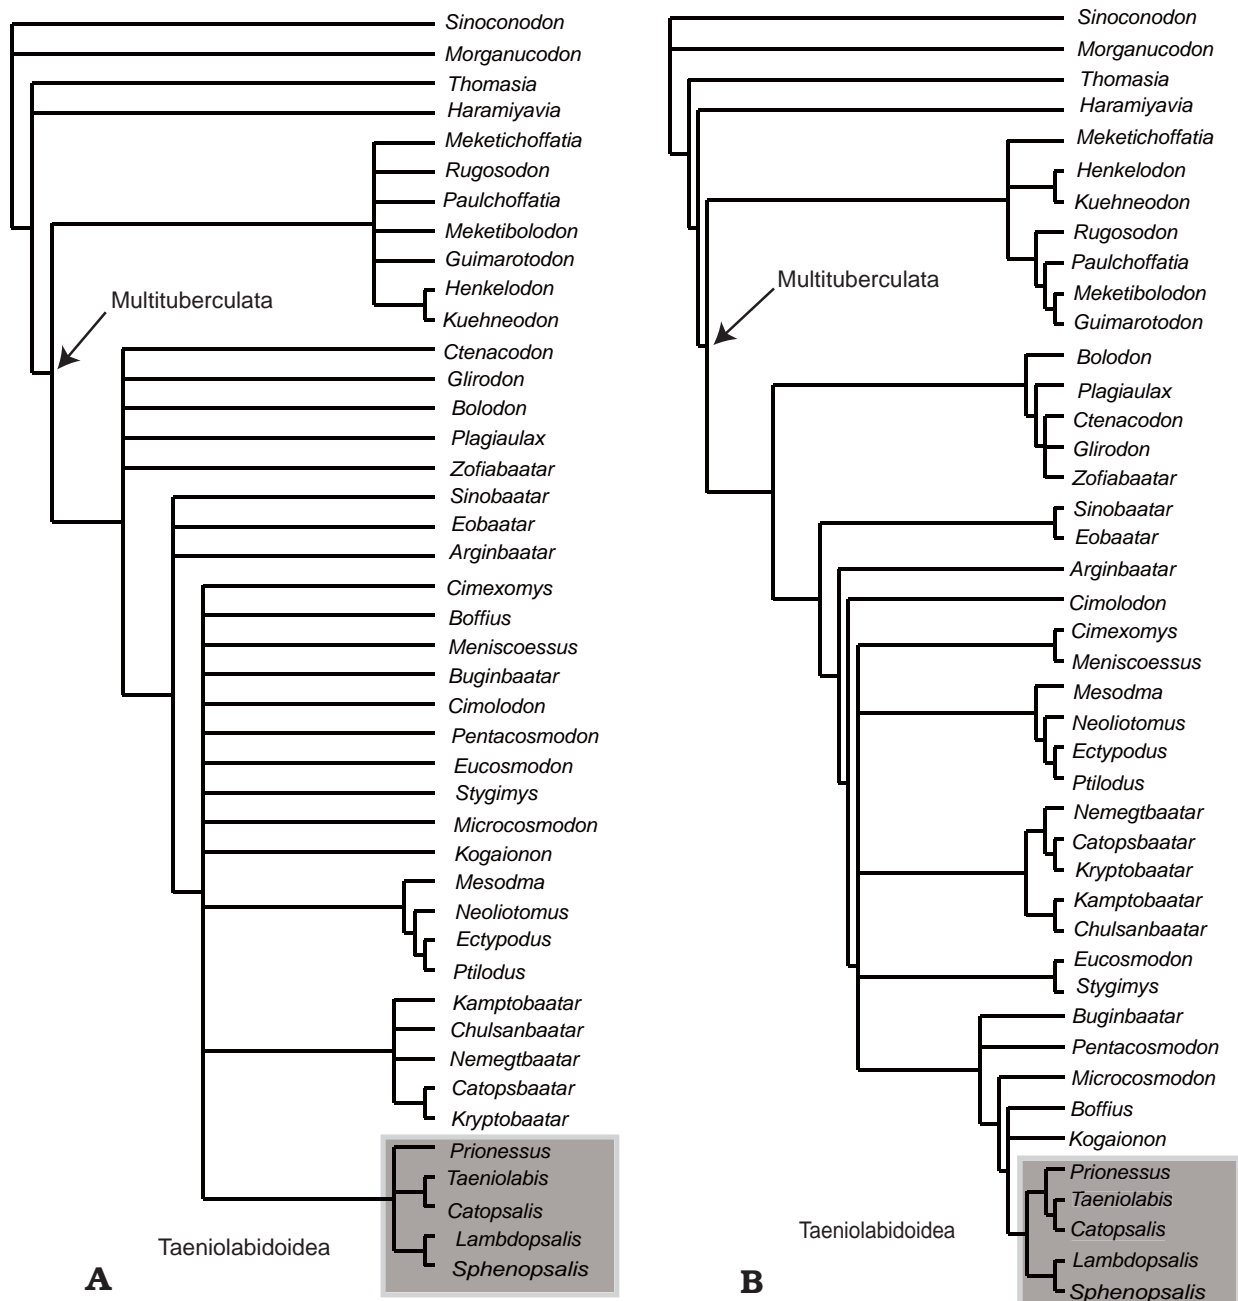 Sinoconodon
Morganucodon
Thomasia
Haramiyavia
Meketichoffatia
Rugosodon
Paulchoffatia
Meketibolodon
Guimarotodon
Henkelodon
Kuehneodon
Multituberculata
Ctenacodon
Glirodon
Bolodon
Plagiaulax
Zofiabaatar
Sinobaatar
Eobaatar
Arginbaatar
Cimexomys
Boffius
Meniscoessus
Buginbaatar
Cimolodon
Pentacosmodon
Eucosmodon
Stygimys
Microcosmodon
Kogaionon
Mesodma
Neoliotomus
Ectypodus
Ptilodus
Kamptobaatar
Chulsanbaatar
Nemegtbaatar
Catopsbaatar
Kryptobaatar
Prionessus
Taeniolabis
Catopsalis
Lambdopsalis
Sphenopsalis
Taeniolabidoidea
A
Sinoconodon
Morganucodon
Thomasia
Haramiyavia
Meketichoffatia
Henkelodon
Kuehneodon
Rugosodon
Paulchoffatia
Meketibolodon
Guimarotodon
Multituberculata
Bolodon
Plagiaulax
Ctenacodon
Glirodon
Zofiabaatar
Sinobaatar
Eobaatar
Arginbaatar
Cimolodon
Cimexomys
Meniscoessus
Mesodma
Neoliotomus
Ectypodus
Ptilodus
Nemegtbaatar
Catopsbaatar
Kryptobaatar
Kamptobaatar
Chulsanbaatar
Eucosmodon
Stygimys
Buginbaatar
Pentacosmodon
Microcosmodon
Boffius
Kogaionon
Prionessus
Taeniolabis
Catopsalis
Lambdopsalis
Sphenopsalis
Taeniolabidoidea
B